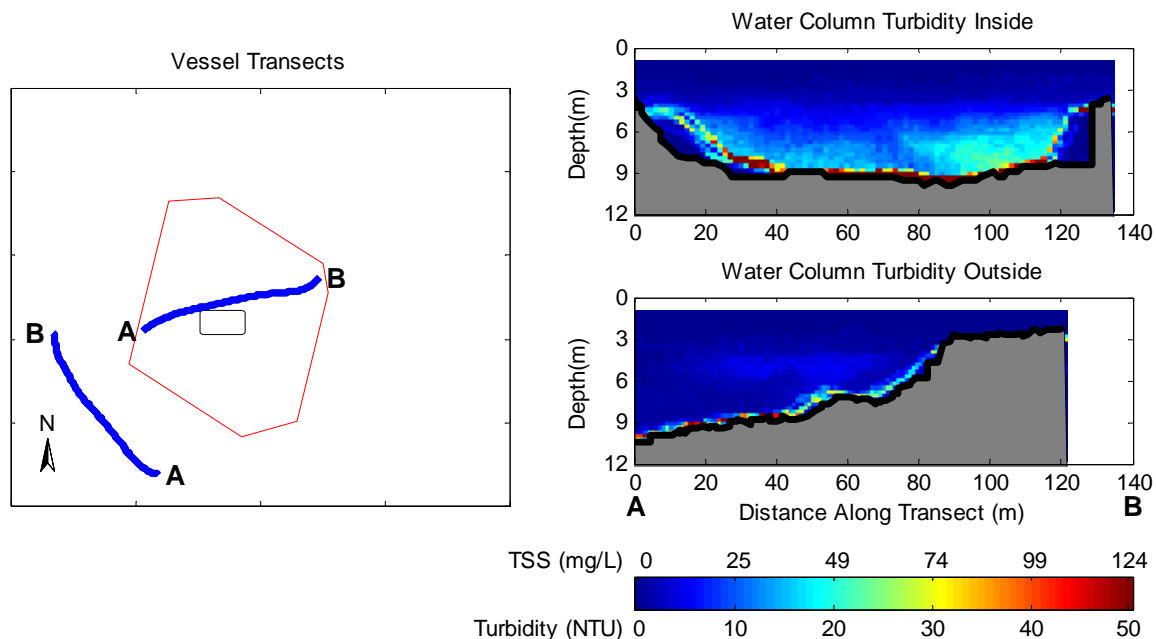 Vessel Transects
A
B
B
A
N
Water Column Turbidity Inside
0
3
6
9
12
Depth(m)
0 20 40 60 80 100 120 140
Water Column Turbidity Outside
0
3
6
9
12
Depth(m)
0 20 40 60 80 100 120 140
A Distance Along Transect (m) B
TSS (mg/L) 0 25 49 74 99 124
Turbidity (NTU) 0 10 20 30 40 50